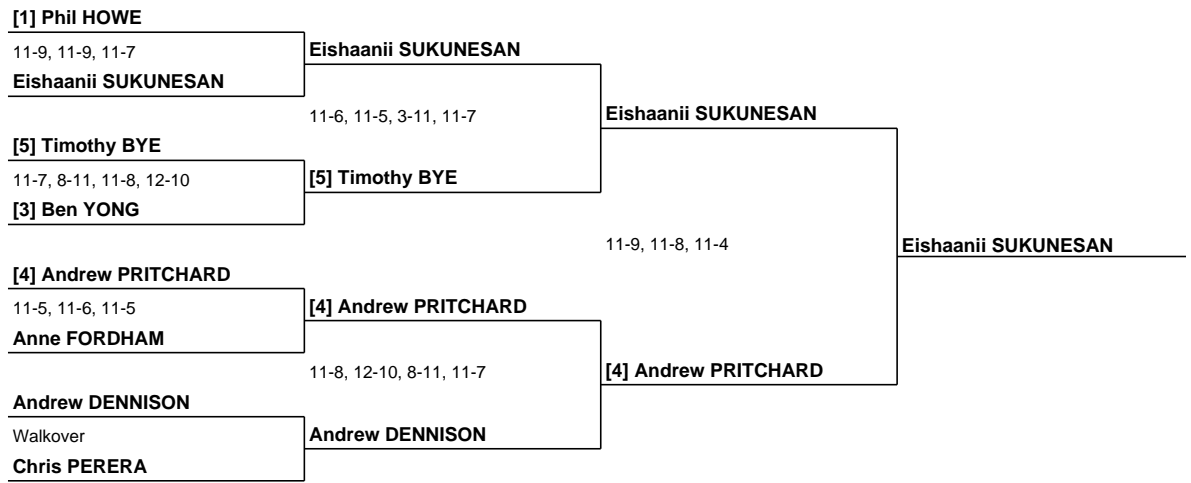 [1] Phil HOWE
11-9, 11-9, 11-7
Eishaanii SUKUNESAN
Eishaanii SUKUNESAN
11-6, 11-5, 3-11, 11-7
Eishaanii SUKUNESAN
[5] Timothy BYE
11-7, 8-11, 11-8, 12-10
[5] Timothy BYE
[3] Ben YONG
11-9, 11-8, 11-4
Eishaanii SUKUNESAN
[4] Andrew PRITCHARD
11-5, 11-6, 11-5
[4] Andrew PRITCHARD
Anne FORDHAM
11-8, 12-10, 8-11, 11-7
[4] Andrew PRITCHARD
Andrew DENNISON
Walkover
Andrew DENNISON
Chris PERERA